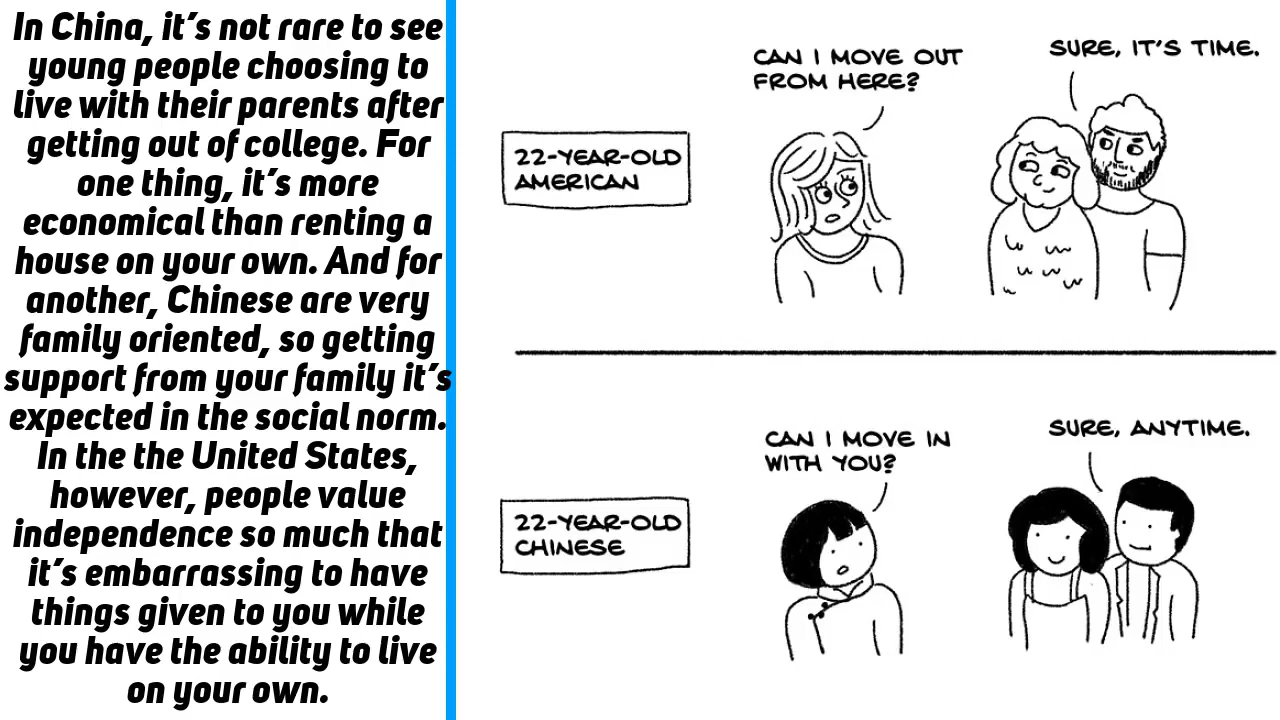 In China, it's not rare to see
young people choosing to
live with their parents after
getting out of college. For
one thing, it's more
economical than renting a
house on your own. And for
another, Chinese are very
family oriented, so getting
support from your family it's
expected in the social norm.
In the the United States,
however, people value
independence so much that
it's embarrassing to have
things given to you while
you have the ability to live
on your own.
CAN I MOVE OUT
FROM HERE?
SURE, IT'S TIME.
22-YEAR-OLD
AMERICAN
CAN I MOVE IN
WITH YOU?
SURE, ANYTIME.
22-YEAR-OLD
CHINESE